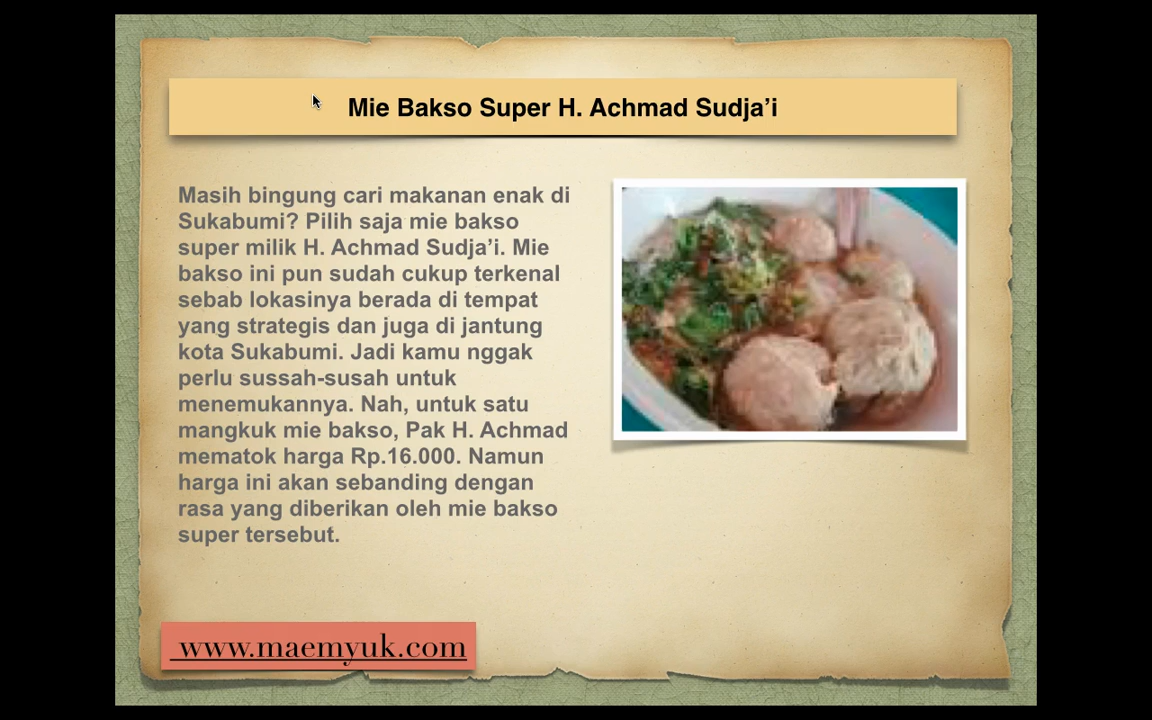 Mie Bakso Super H. Achmad Sudja’i
Masih bingung cari makanan enak di
Sukabumi? Pilih saja mie bakso
super milik H. Achmad Sudja’i. Mie
bakso ini pun sudah cukup terkenal
sebab lokasinya berada di tempat
yang strategis dan juga di jantung
kota Sukabumi. Jadi kamu nggak
perlu sussah-susah untuk
menemukannya. Nah, untuk satu
mangkuk mie bakso, Pak H. Achmad
mematok harga Rp.16.000. Namun
harga ini akan sebanding dengan
rasa yang diberikan oleh mie bakso
super tersebut.
www.maemyuk.com